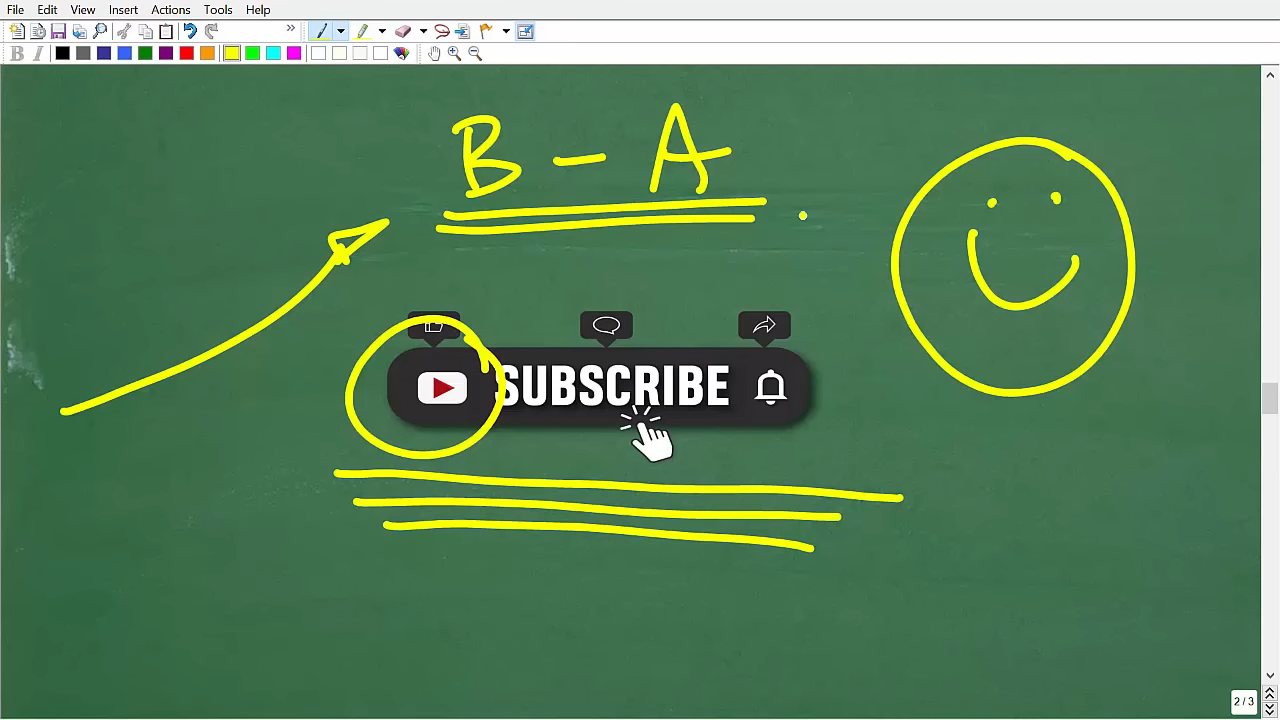 File Edit View Insert Actions Tools Help
B I
B - A
SUBSCRIBE
2 / 3